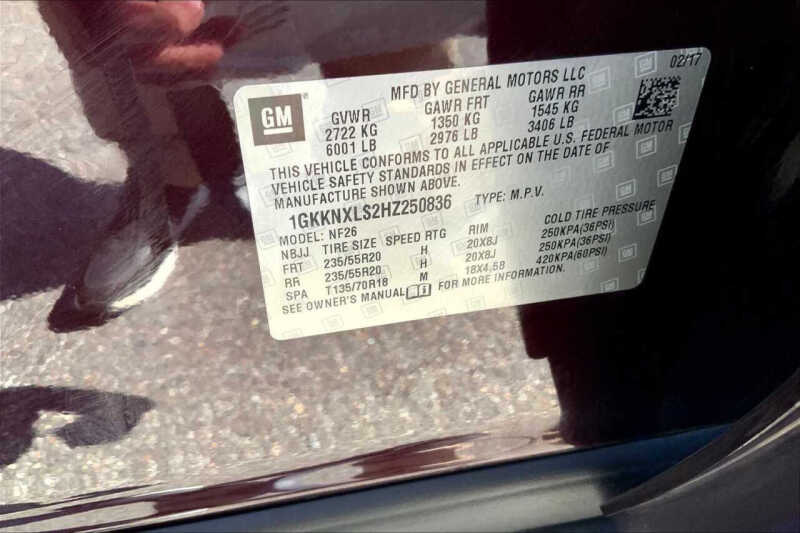 02/17
MFD BY GENERAL MOTORS LLC
GM
GVWR GAWR FRT GAWR RR
2722 KG 1350 KG 1545 KG
6001 LB 2976 LB 3406 LB
THIS VEHICLE CONFORMS TO ALL APPLICABLE U.S. FEDERAL MOTOR
VEHICLE SAFETY STANDARDS IN EFFECT ON THE DATE OF
MANUFACTURE SHOWN ABOVE.
1GKKNXLS2HZ250836 TYPE: M.P.V.
MODEL: NF26
NBJJ TIRE SIZE SPEED RTG RIM COLD TIRE PRESSURE
FRT 235/55R20 H 20X8J 250KPA(36PSI)
RR 235/55R20 H 20X8J 250KPA(36PSI)
SPA T135/70R18 M 18X4.5B 420KPA(60PSI)
SEE OWNER'S MANUAL FOR MORE INFORMATION.